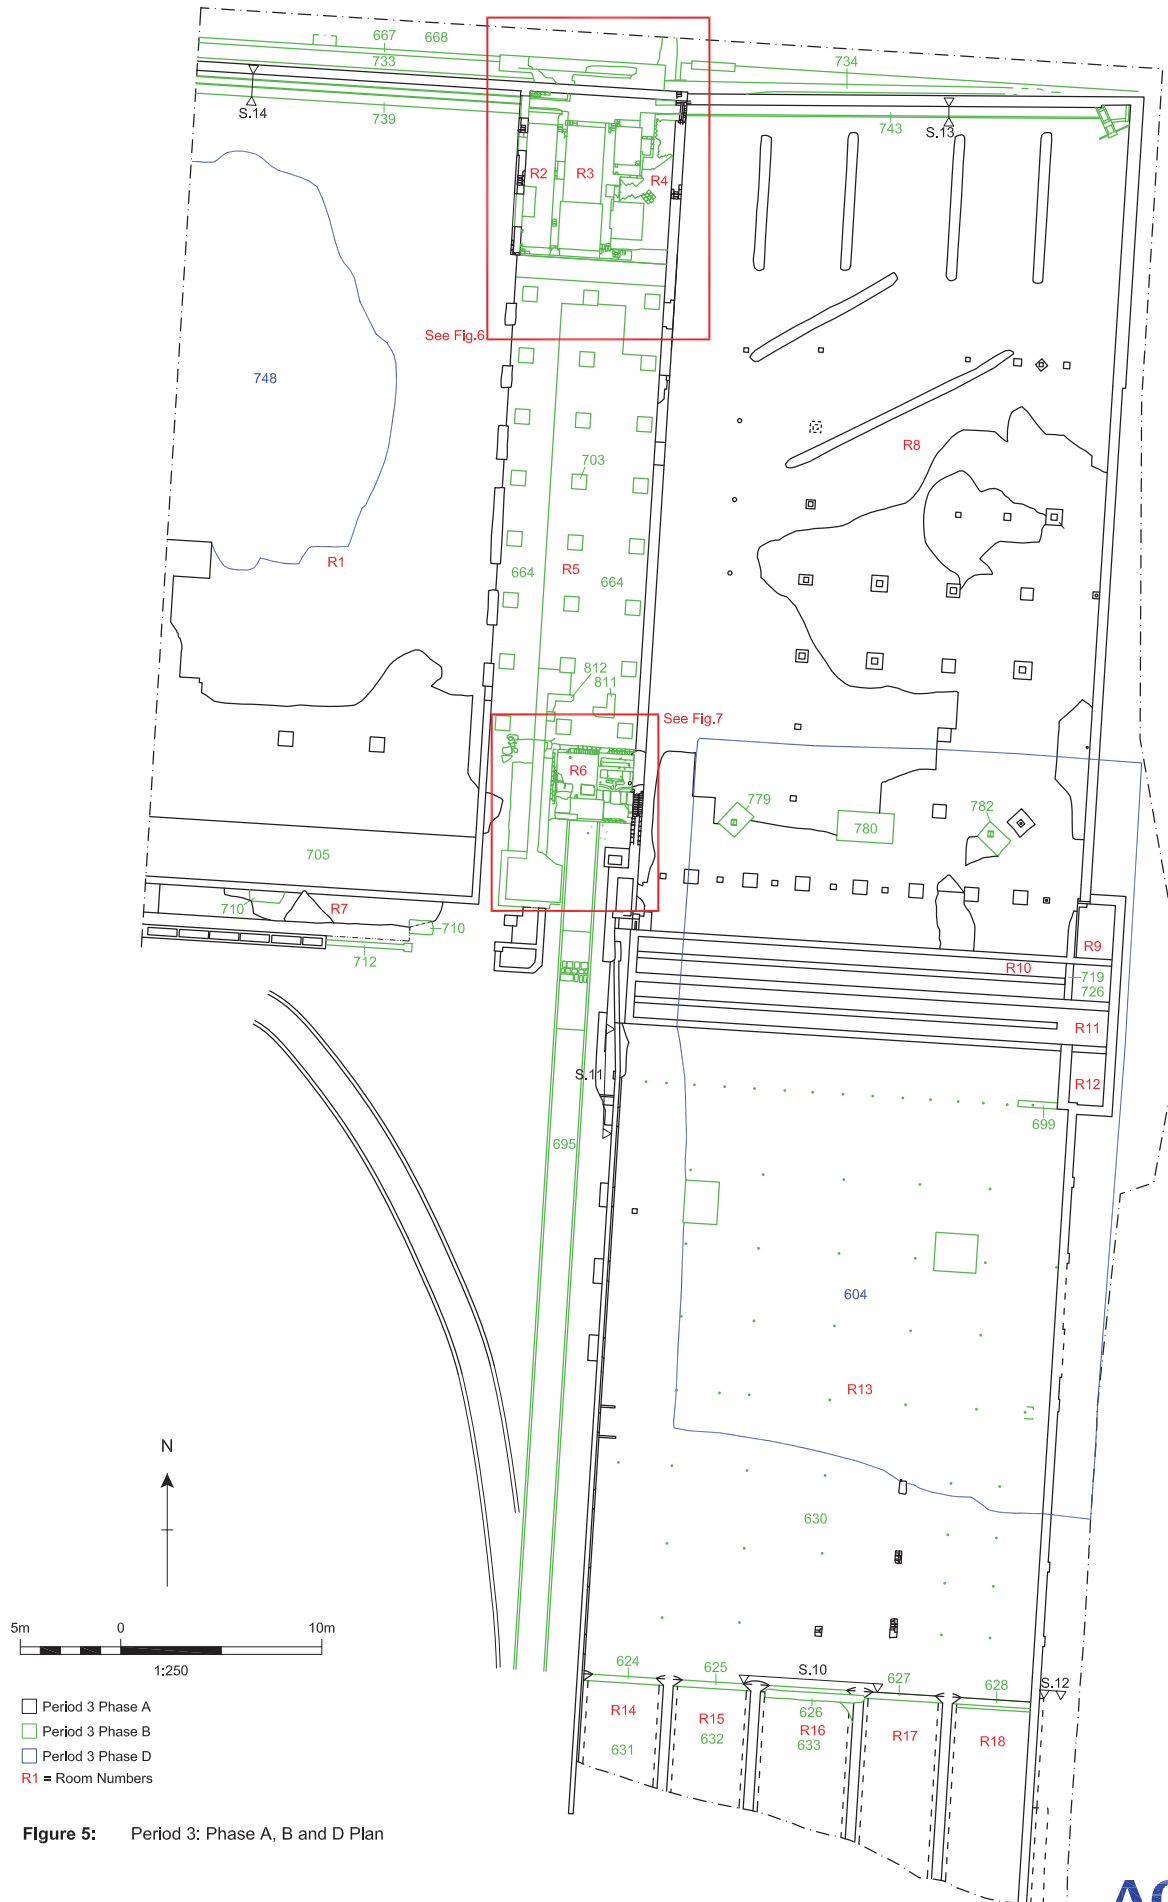 667 668
733
734
S.14
739
743
S.13
R2
R3
R4
See Fig.6
748
R8
703
R1
664
R5
664
812
811
See Fig.7
R6
779
780
782
705
710
R7
710
712
R9
R10
719
726
R11
S.11
R12
699
695
604
R13
N
630
5m 0 10m
1:250
624
625
S.10
627
628
S.12
R14
R15
626
R16
R17
R18
631
632
633
Period 3 Phase A
Period 3 Phase B
Period 3 Phase D
R1 = Room Numbers
Figure 5: Period 3: Phase A, B and D Plan